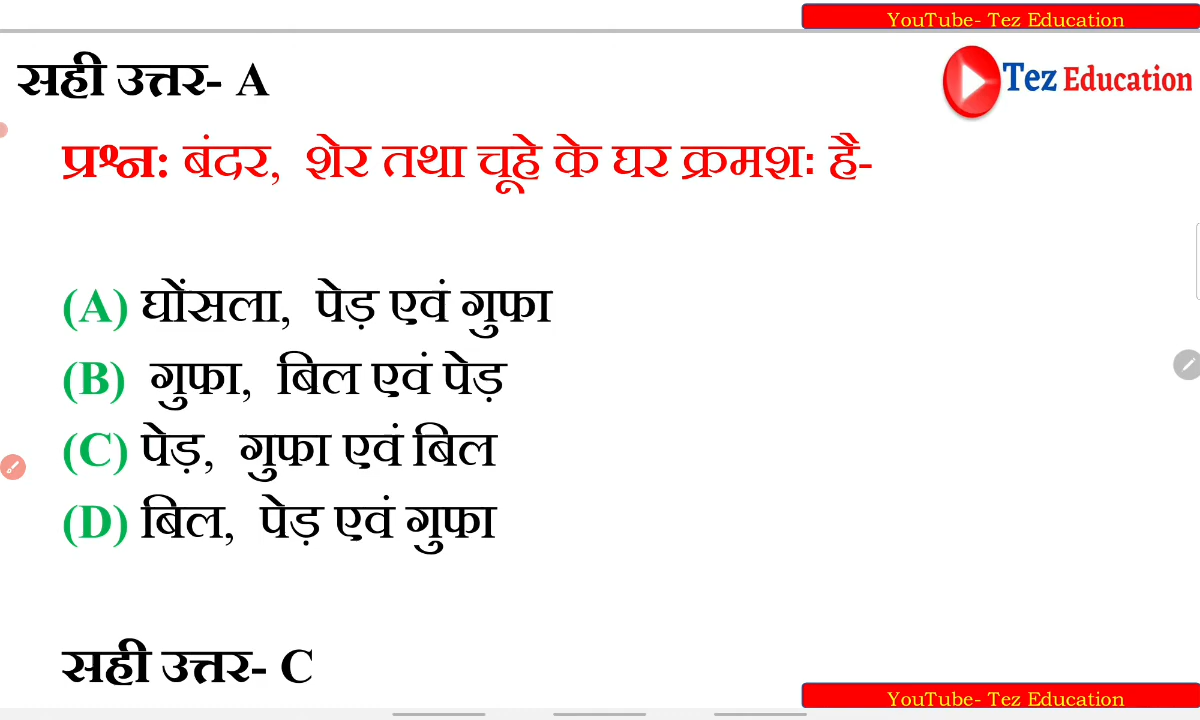 YouTube- Tez Education
सही उत्तर- A
Tez Education
प्रश्न: बंदर, शेर तथा चूहे के घर क्रमशः है-
(A) घोंसला, पेड़ एवं गुफा
(B) गुफा, बिल एवं पेड़
(C) पेड़, गुफा एवं बिल
(D) बिल, पेड़ एवं गुफा
सही उत्तर- C
YouTube- Tez Education